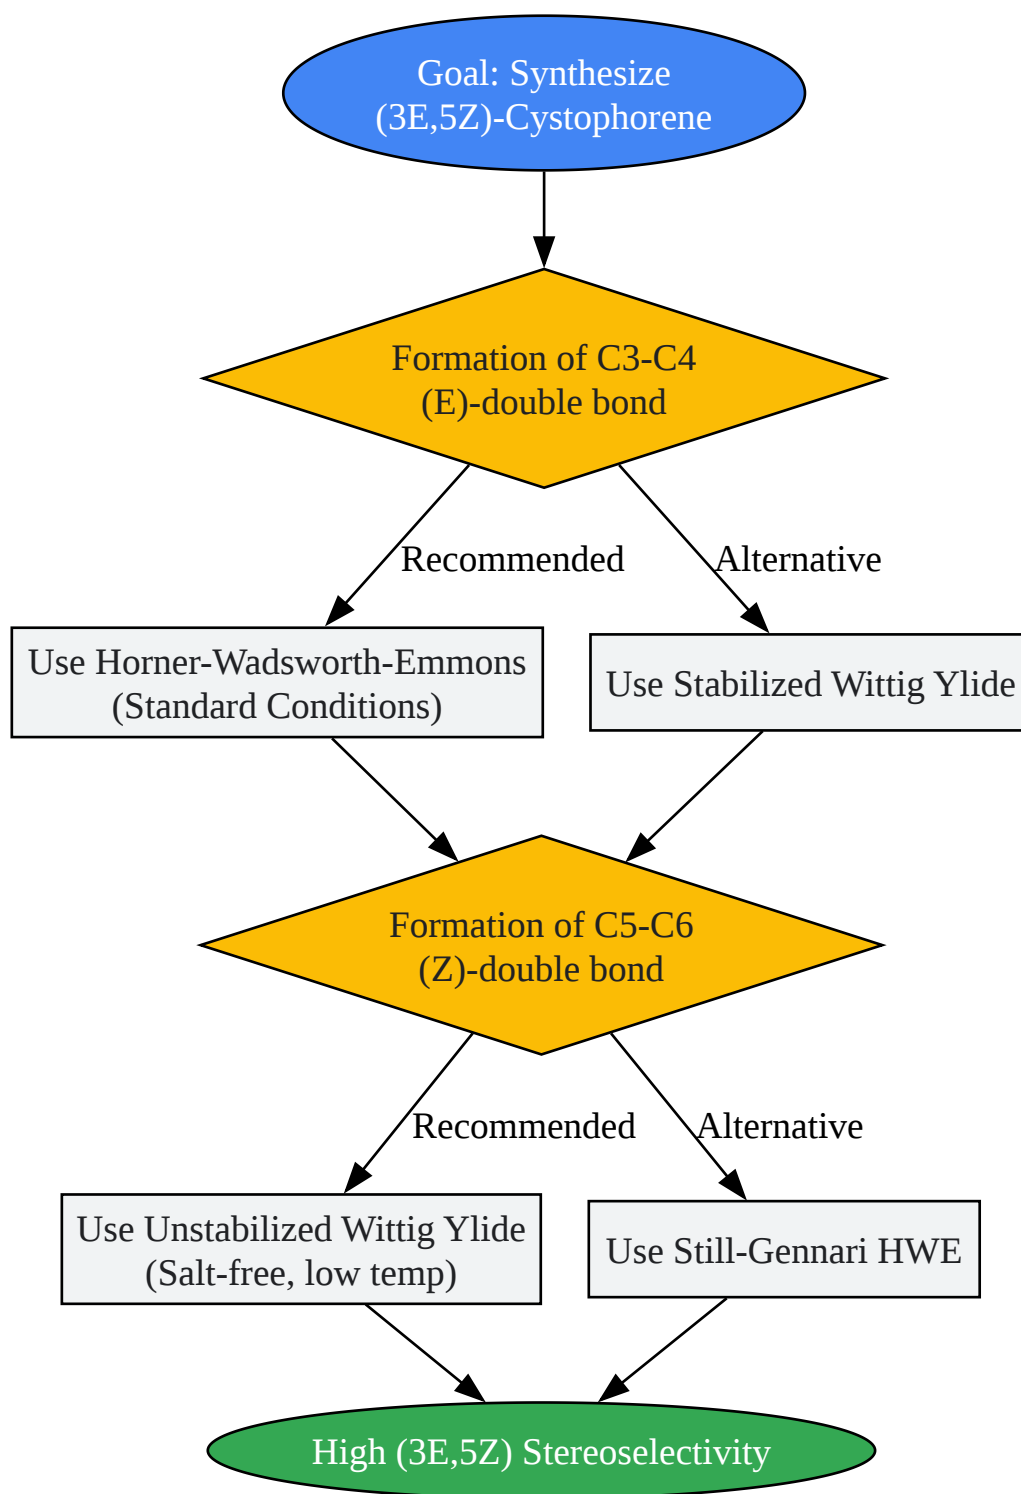 Goal: Synthesize
(3E,5Z)-Cystophorene
Formation of C3-C4
(E)-double bond
Recommended
Alternative
Use Horner-Wadsworth-Emmons
(Standard Conditions)
Use Stabilized Wittig Ylide
Formation of C5-C6
(Z)-double bond
Recommended
Alternative
Use Unstabilized Wittig Ylide
(Salt-free, low temp)
Use Still-Gennari HWE
High (3E,5Z) Stereoselectivity